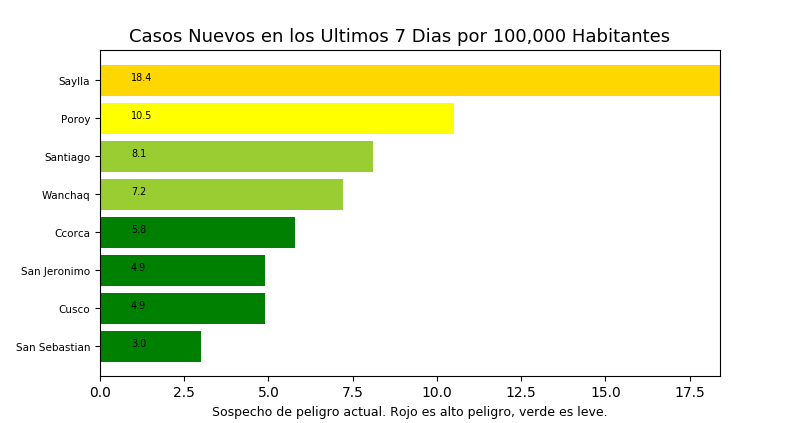 Casos Nuevos en los Ultimos 7 Dias por 100,000 Habitantes
Saylla 18.4
Poroy 10.5
Santiago 8.1
Wanchaq 7.2
Ccorca 5.8
San Jeronimo 4.9
Cusco 4.9
San Sebastian 3.0
0.0 2.5 5.0 7.5 10.0 12.5 15.0 17.5
Sospecho de peligro actual. Rojo es alto peligro, verde es leve.